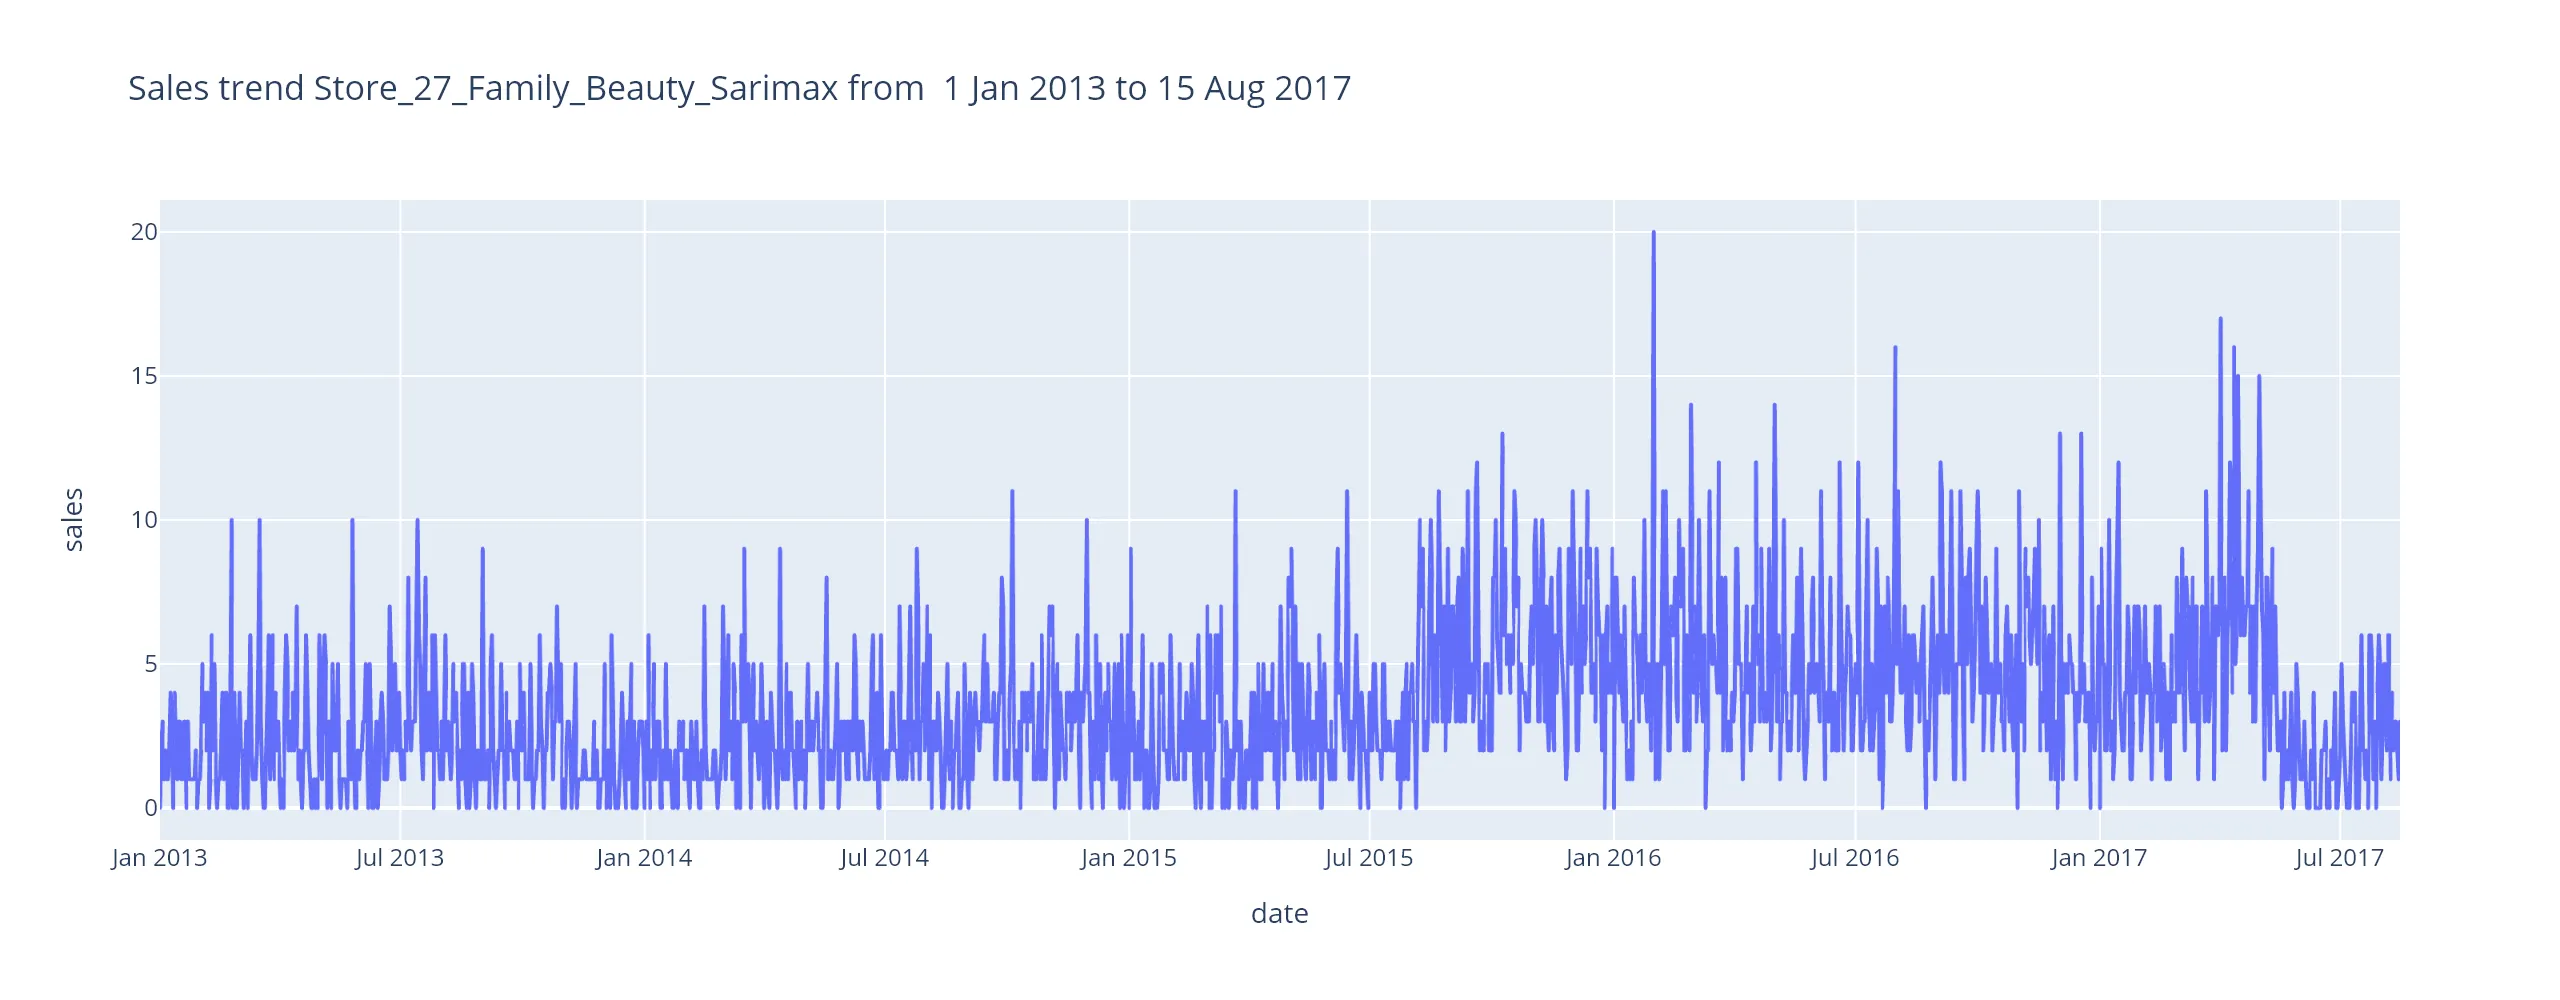 Sales trend Store_27_Family_Beauty_Sarimax from  1 Jan 2013 to 15 Aug 2017
20
15
10
5
0
sales
Jan 2013 Jul 2013 Jan 2014 Jul 2014 Jan 2015 Jul 2015 Jan 2016 Jul 2016 Jan 2017 Jul 2017
date